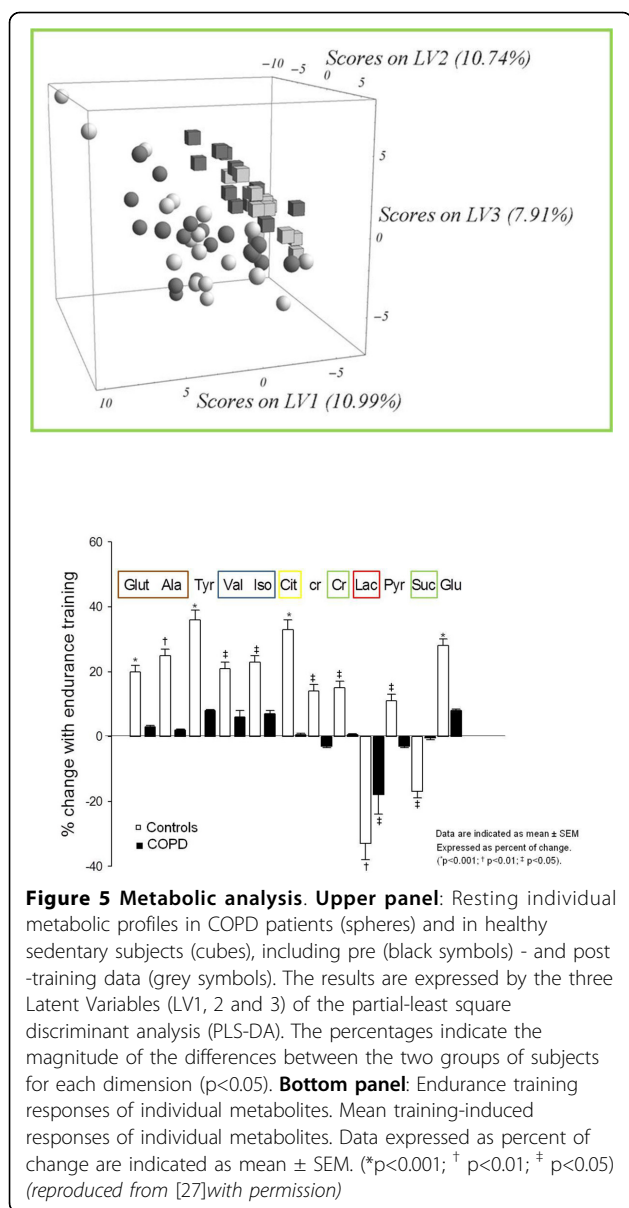 Scores on LV2 (10.74%)
-10 -5 0 5
5
Scores on LV3 (7.91%)
0
-5
Scores on LV1 (10.99%)
10 5 0 -5
60
Glut Ala Tyr Val Iso Cit cr Cr Lac Pyr Suc Glu
40
* † * ‡ ‡ * ‡ ‡ † ‡ ‡ ‡ *
20
0
-20
-40
% change with endurance training
Controls
COPD
Data are indicated as mean ± SEM
Expressed as percent of change.
(*p<0.001; † p<0.01; ‡ p<0.05).
Figure 5 Metabolic analysis. Upper panel: Resting individual
metabolic profiles in COPD patients (spheres) and in healthy
sedentary subjects (cubes), including pre (black symbols) - and post
-training data (grey symbols). The results are expressed by the three
Latent Variables (LV1, 2 and 3) of the partial-least square
discriminant analysis (PLS-DA). The percentages indicate the
magnitude of the differences between the two groups of subjects
for each dimension (p<0.05). Bottom panel: Endurance training
responses of individual metabolites. Mean training-induced
responses of individual metabolites. Data expressed as percent of
change are indicated as mean ± SEM. (*p<0.001; † p<0.01; ‡ p<0.05)
(reproduced from [27]with permission)